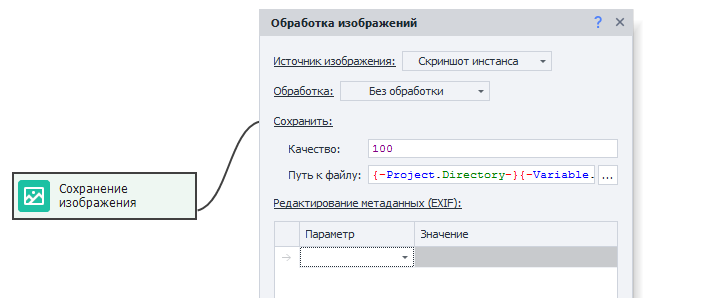 Обработка изображений
?
Источник изображения: Скриншот инстанса
Обработка: Без обработки
Сохранить:
Качество: 100
Сохранение
изображения
Путь к файлу: {-Project.Directory-}{-Variable. ...
Редактирование метаданных (EXIF):
Параметр Значение